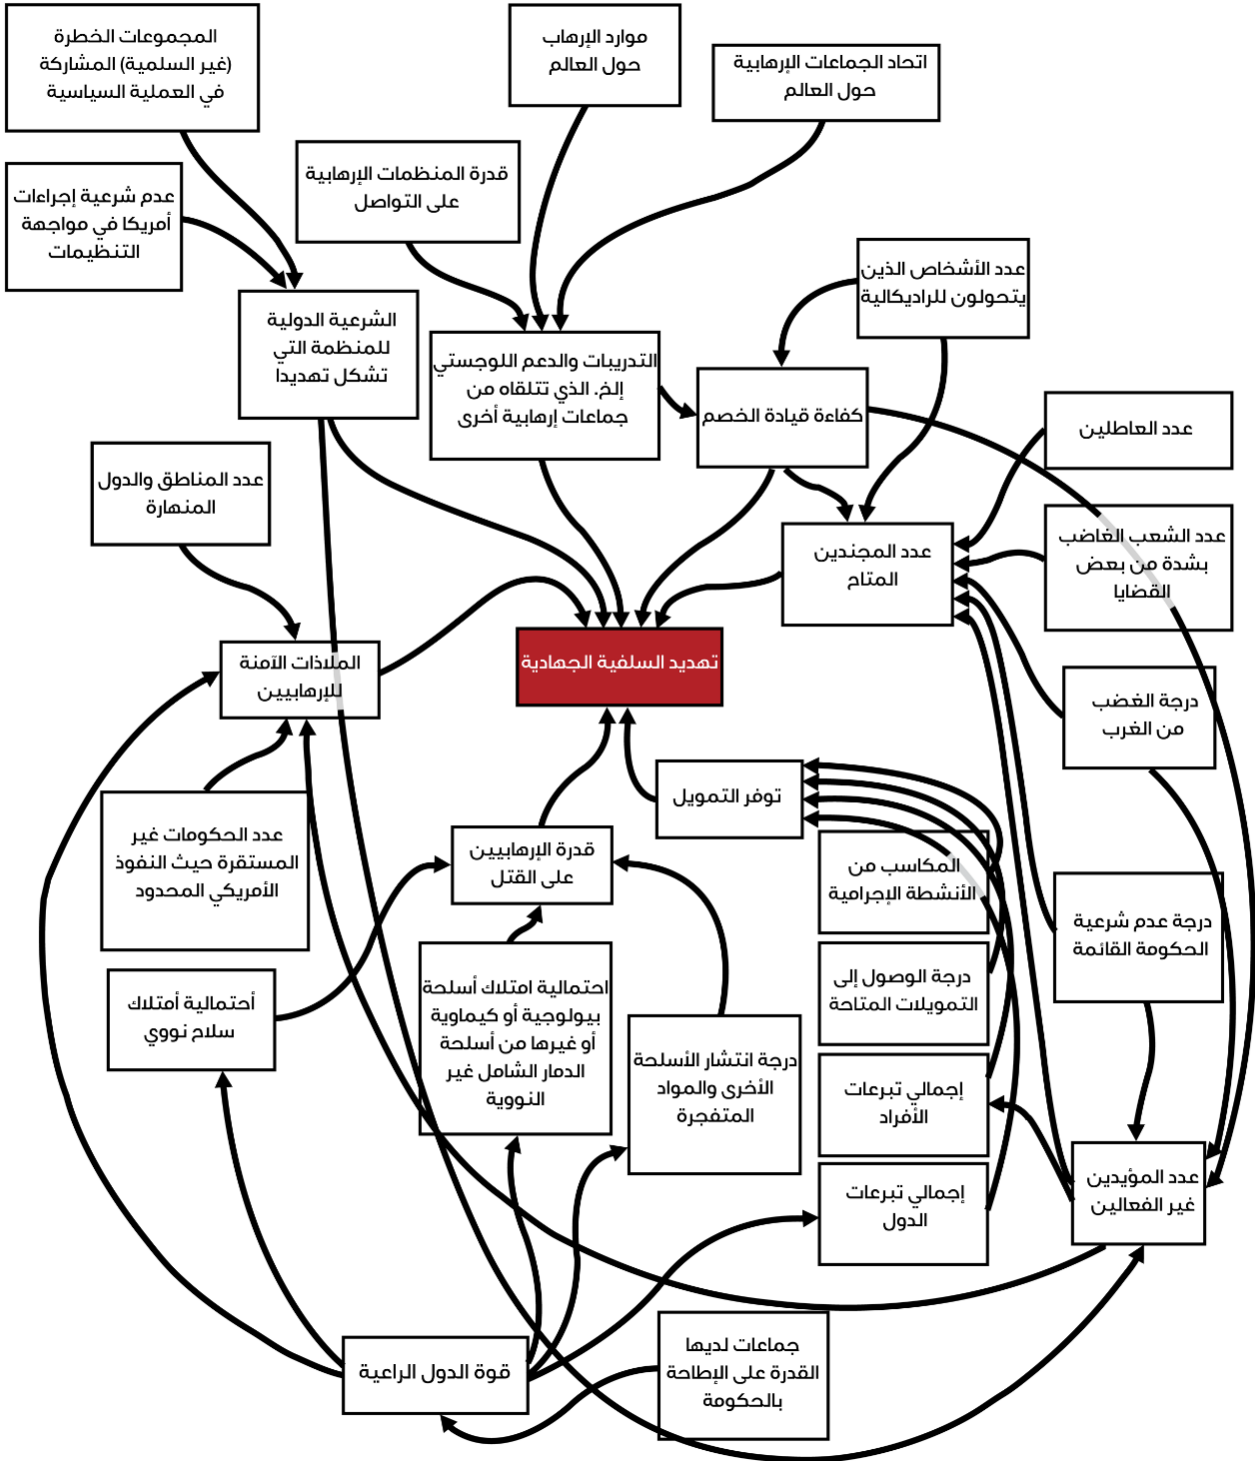 المجموعات الخطرة
(غير السلمية) المشاركة
في العملية السياسية
موارد الإرهاب
حول العالم
اتحاد الجماعات الإرهابية
حول العالم
قدرة المنظمات الإرهابية
على التواصل
عدم شرعية إجراءات
أمريكا في مواجهة
التنظيمات
عدد الأشخاص الذين
يتحولون للراديكالية
الشرعية الدولية
للمنظمة التي
تشكل تهديدا
التدريبات والدعم اللوجستي
إلخ. الذي تتلقاه من
جماعات إرهابية أخرى
كفاءة قيادة الخصم
عدد العاطلين
عدد المناطق والدول
المنهارة
عدد المجندين
المتاح
عدد الشعب الغاضب
بشدة من بعض
القضايا
الملاذات الآمنة
للإرهابيين
تهديد السلفية الجهادية
درجة الغضب
من الغرب
توفر التمويل
عدد الحكومات غير
المستقرة حيث النفوذ
الأمريكي المحدود
قدرة الإرهابيين
على القتل
المكاسب من
الأنشطة الإجرامية
درجة عدم شرعية
الحكومة القائمة
أحتمالية أمتلاك
سلاح نووي
احتمالية امتلاك أسلحة
بيولوجية أو كيماوية
أو غيرها من أسلحة
الدمار الشامل غير
النووية
درجة الوصول إلى
التمويلات المتاحة
درجة انتشار الأسلحة
الأخرى والمواد
المتفجرة
إجمالي تبرعات
الأفراد
إجمالي تبرعات
الدول
عدد المؤيدين
غير الفعالين
قوة الدول الراعية
جماعات لديها
القدرة على الإطاحة
بالحكومة